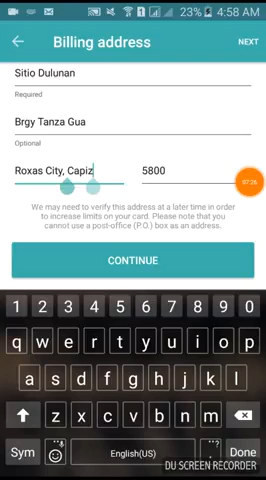 23% 4:58 AM
Billing address NEXT
Sitio Dulunan
Required
Brgy Tanza Gua
Optional
Roxas City, Capiz 5800
07:26
We may need to verify this address at a later time in order
to increase limits on your card. Please note that you
cannot use a post-office (P.O.) box as an address.
CONTINUE
1 2 3 4 5 6 7 8 9 0
q w e r t y u i o p
a s d f g h j k l
z x c v b n m
Sym English(US) . Done
DU SCREEN RECORDER